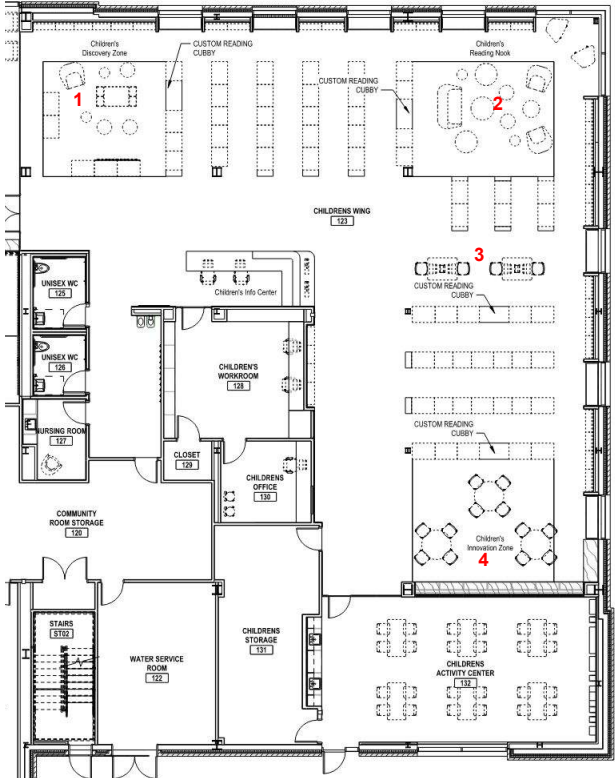 Children's
Discovery Zone
CUSTOM READING
CUBBY
Children's
Reading Nook
CUSTOM READING
CUBBY
1
2
CHILDRENS WING
123
3
Children's Info Center
CUSTOM READING
CUBBY
UNISEX WC
125
UNISEX WC
126
CHILDREN'S
WORKROOM
128
NURSING ROOM
127
CUSTOM READING
CUBBY
CLOSET
129
CHILDRENS
OFFICE
130
COMMUNITY
ROOM STORAGE
120
Children's
Innovation Zone
4
STAIRS
ST02
WATER SERVICE
ROOM
122
CHILDRENS
STORAGE
131
CHILDRENS
ACTIVITY CENTER
132